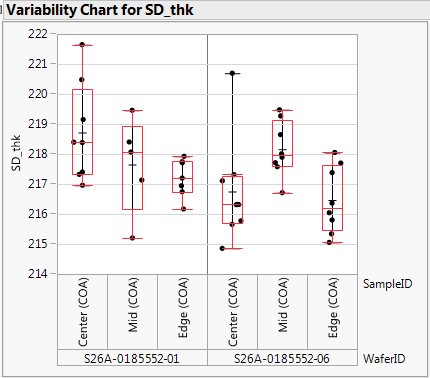 Variability Chart for SD_thk
222
221
220
219
218
217
216
215
214
SD_thk
Center (COA)
Mid (COA)
Edge (COA)
Center (COA)
Mid (COA)
Edge (COA)
SampleID
S26A-0185552-01
S26A-0185552-06
WaferID